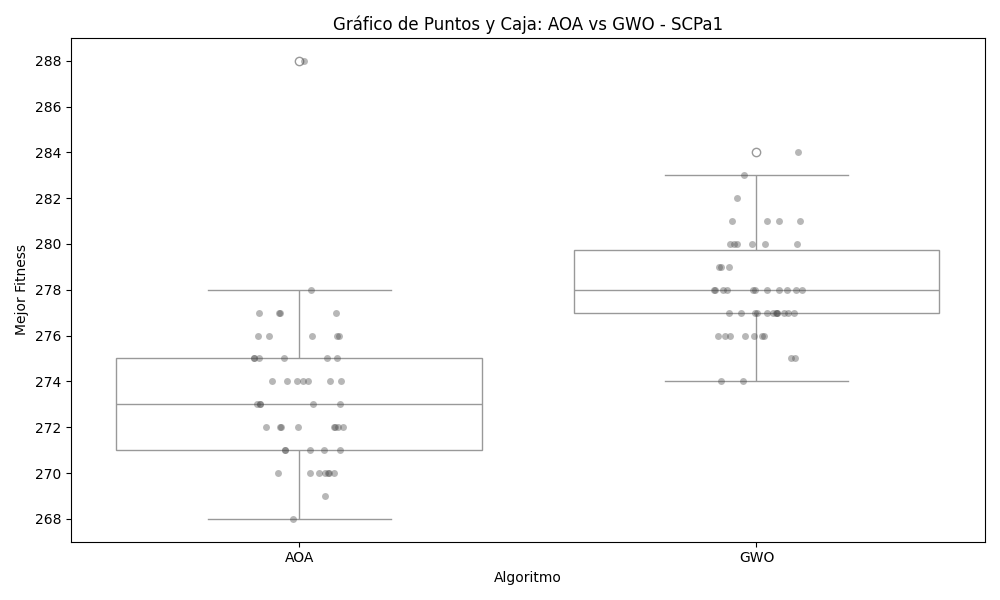 Gráfico de Puntos y Caja: AOA vs GWO - SCPa1
Mejor Fitness
288
286
284
282
280
278
276
274
272
270
268
AOA
GWO
Algoritmo